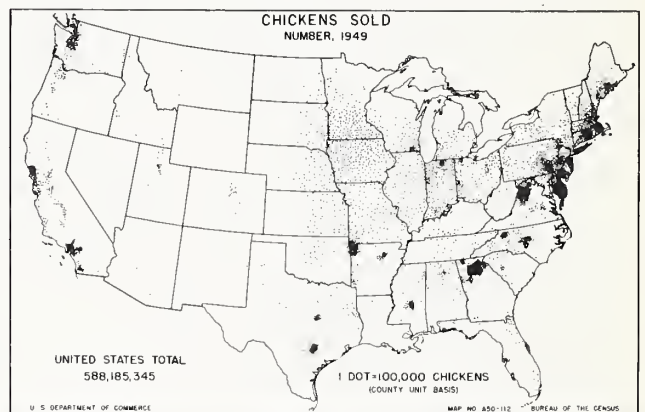 CHICKENS SOLD
NUMBER, 1949
UNITED STATES TOTAL
588,185,345
1 DOT=100,000 CHICKENS
(COUNTY UNIT BASIS)
U S DEPARTMENT OF COMMERCE
MAP NO A50-112
BUREAU OF THE CENSUS